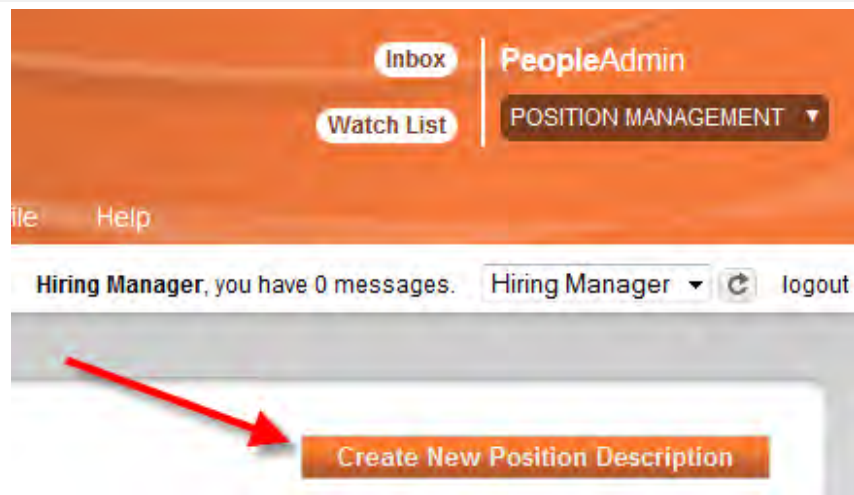 Inbox
PeopleAdmin
Watch List
POSITION MANAGEMENT
Help
Hiring Manager, you have 0 messages.
Hiring Manager
logout
Create New Position Description